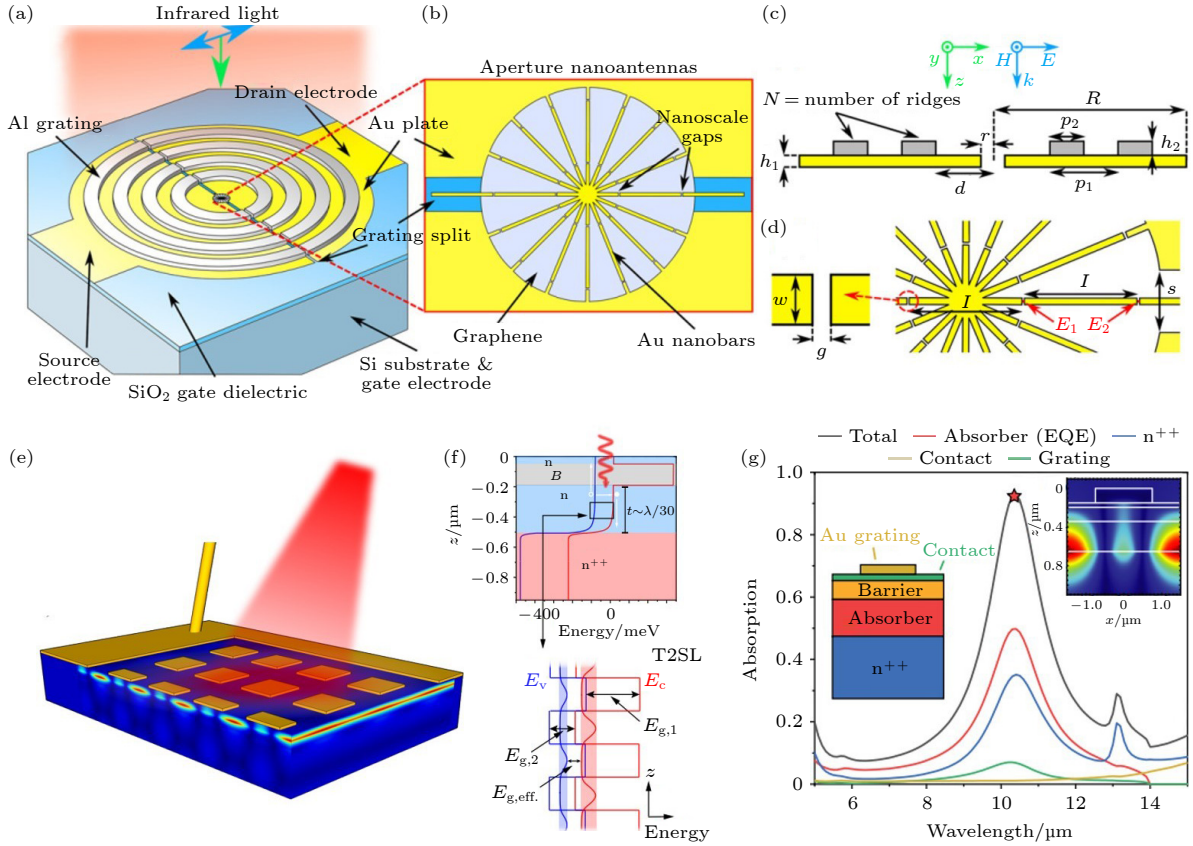 (a)
Infrared light
Drain electrode
Al grating
Au plate
Grating split
Source
electrode
SiO2 gate dielectric
Si substrate &
gate electrode
(b)
Aperture nanoantennas
Nanoscale
gaps
Graphene
Au nanobars
(c)
y x
z
H E
k
N = number of ridges
R
p2
r
h1
h2
d
p1
(d)
w
g
I
I
s
E1 E2
(e)
(f)
0
−0.2
−0.4
−0.6
−0.8
z/µm
n
B
n
t~λ/30
n++
−400 0
Energy/meV
T2SL
Ev
Ec
Eg,1
Eg,2
Eg,eff.
z
Energy
(g)
Total Absorber (EQE) n++
Contact Grating
1.0
0.8
0.6
0.4
0.2
0
Absorption
Au grating
Contact
Barrier
Absorber
n++
0
0.4
0.8
z/µm
−1.0 0 1.0
x/µm
6 8 10 12 14
Wavelength/µm